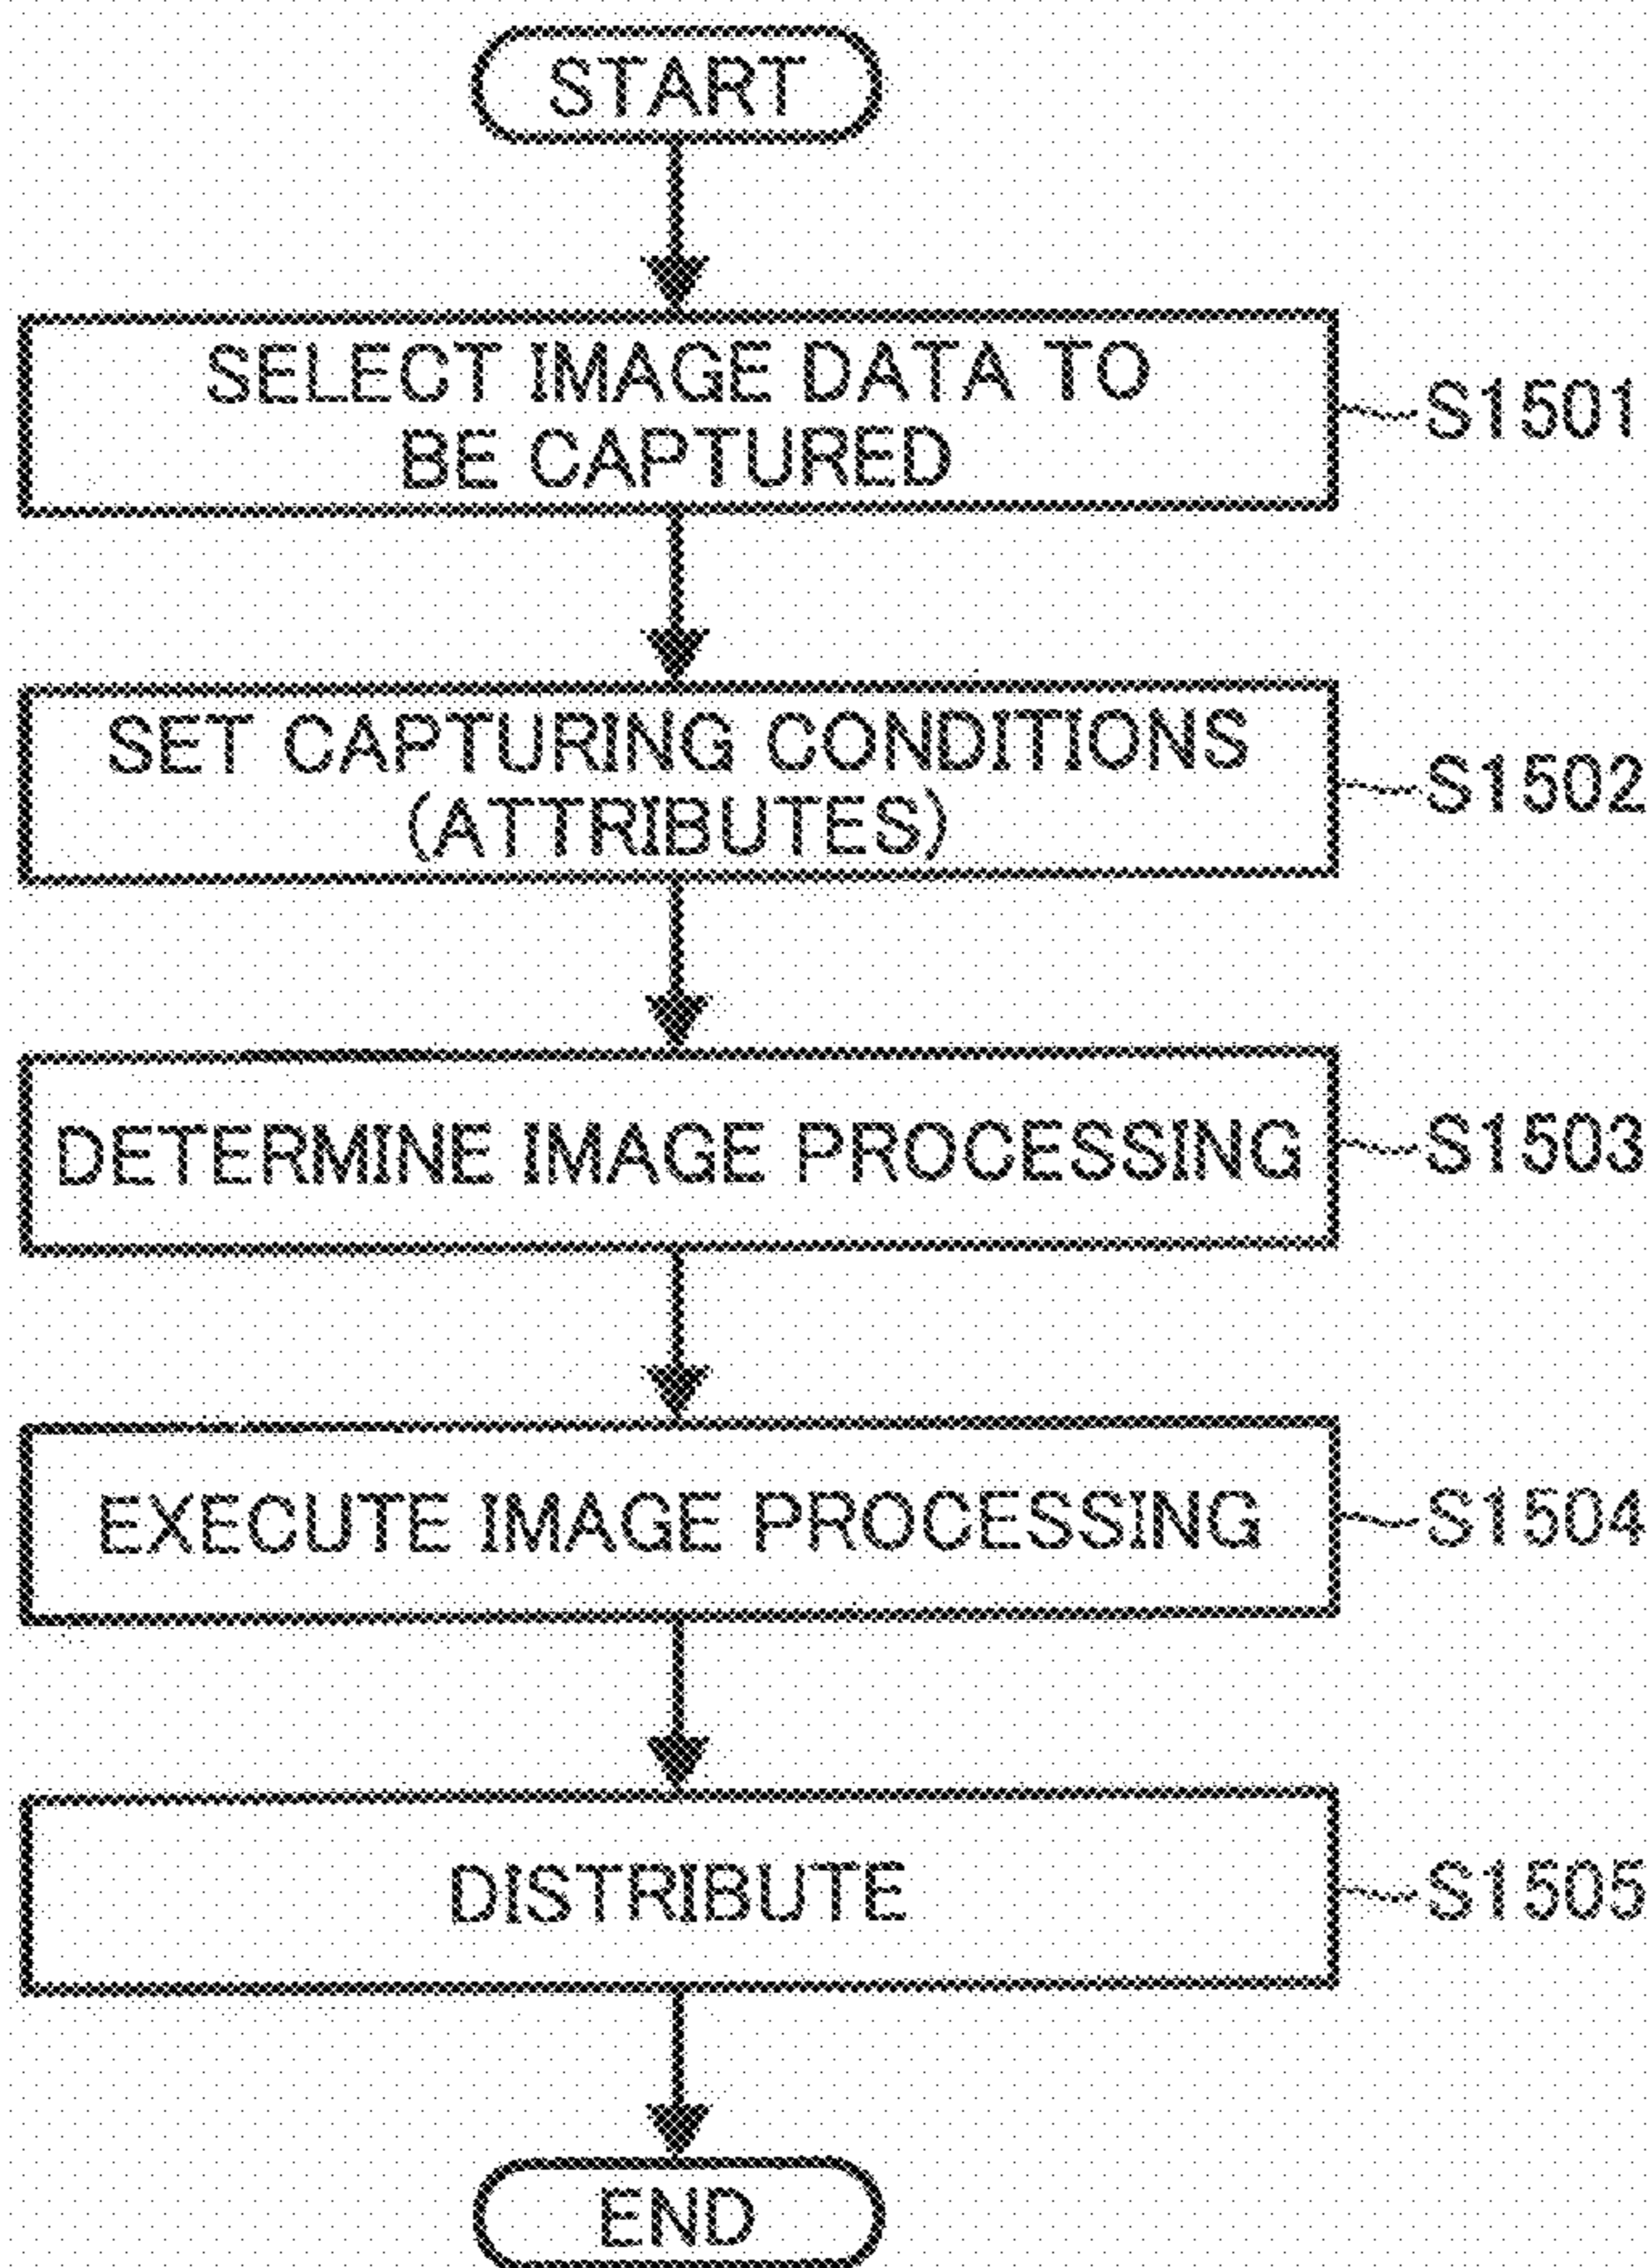 START
SELECT IMAGE DATA TO
BE CAPTURED
S1501
SET CAPTURING CONDITIONS
(ATTRIBUTES)
S1502
DETERMINE IMAGE PROCESSING
S1503
EXECUTE IMAGE PROCESSING
S1504
DISTRIBUTE
S1505
END